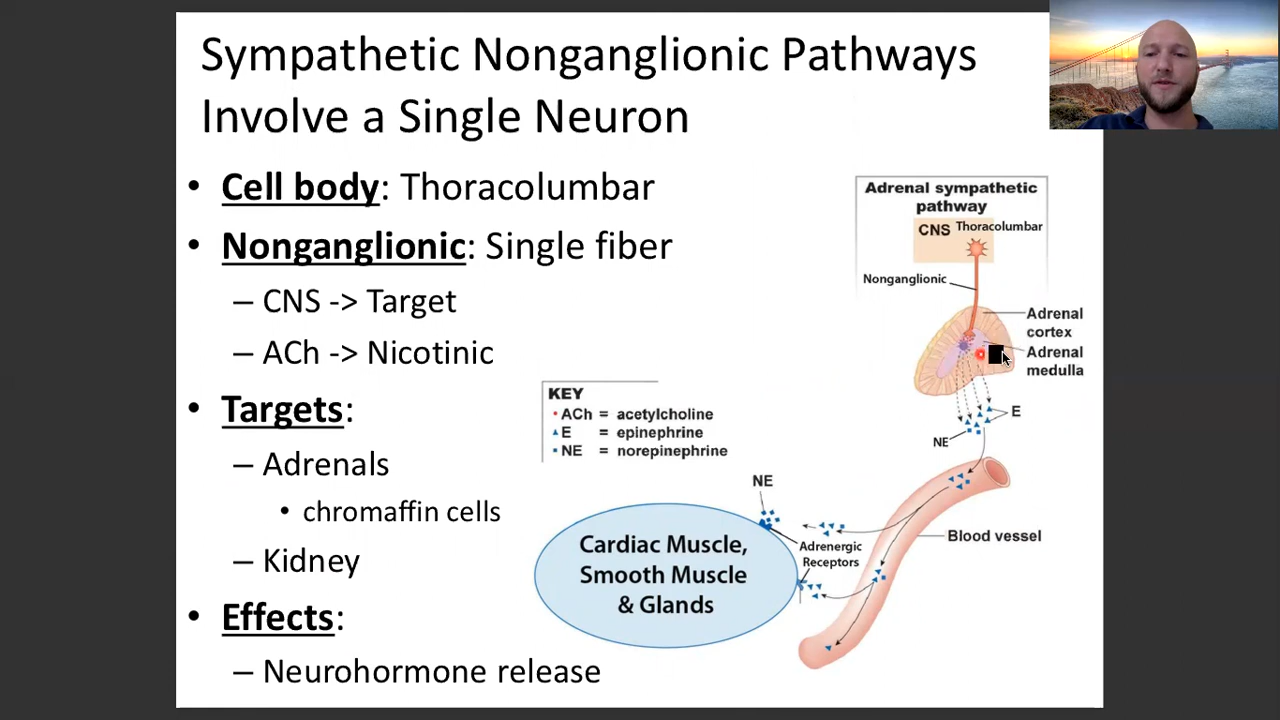 Sympathetic Nonganglionic Pathways
Involve a Single Neuron
• Cell body: Thoracolumbar
• Nonganglionic: Single fiber
– CNS -> Target
– ACh -> Nicotinic
• Targets:
– Adrenals
• chromaffin cells
– Kidney
• Effects:
– Neurohormone release
Adrenal sympathetic
pathway
CNS Thoracolumbar
Nonganglionic
Adrenal
cortex
Adrenal
medulla
E
NE
KEY
ACh = acetylcholine
E = epinephrine
NE = norepinephrine
NE
Adrenergic
Receptors
Blood vessel
Cardiac Muscle,
Smooth Muscle
& Glands